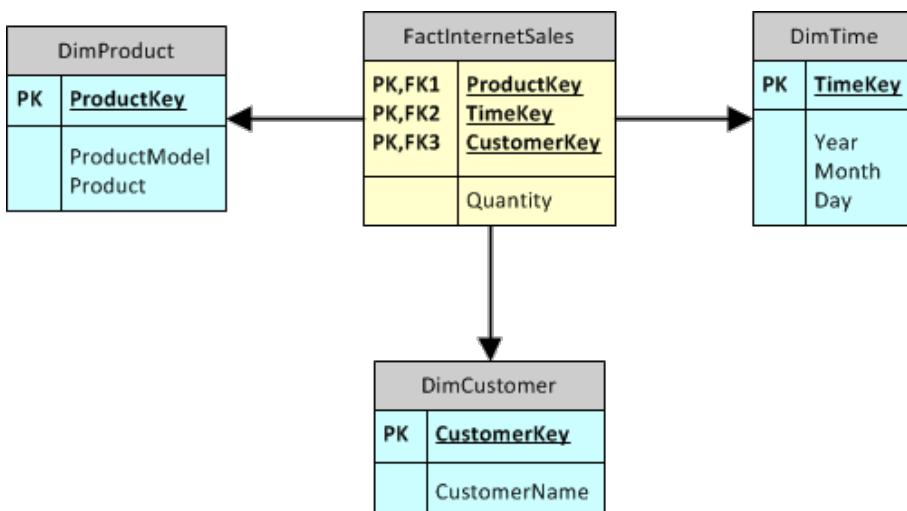 DimProduct
PK ProductKey
ProductModel
Product
FactInternetSales
PK,FK1 ProductKey
PK,FK2 TimeKey
PK,FK3 CustomerKey
Quantity
DimTime
PK TimeKey
Year
Month
Day
DimCustomer
PK CustomerKey
CustomerName